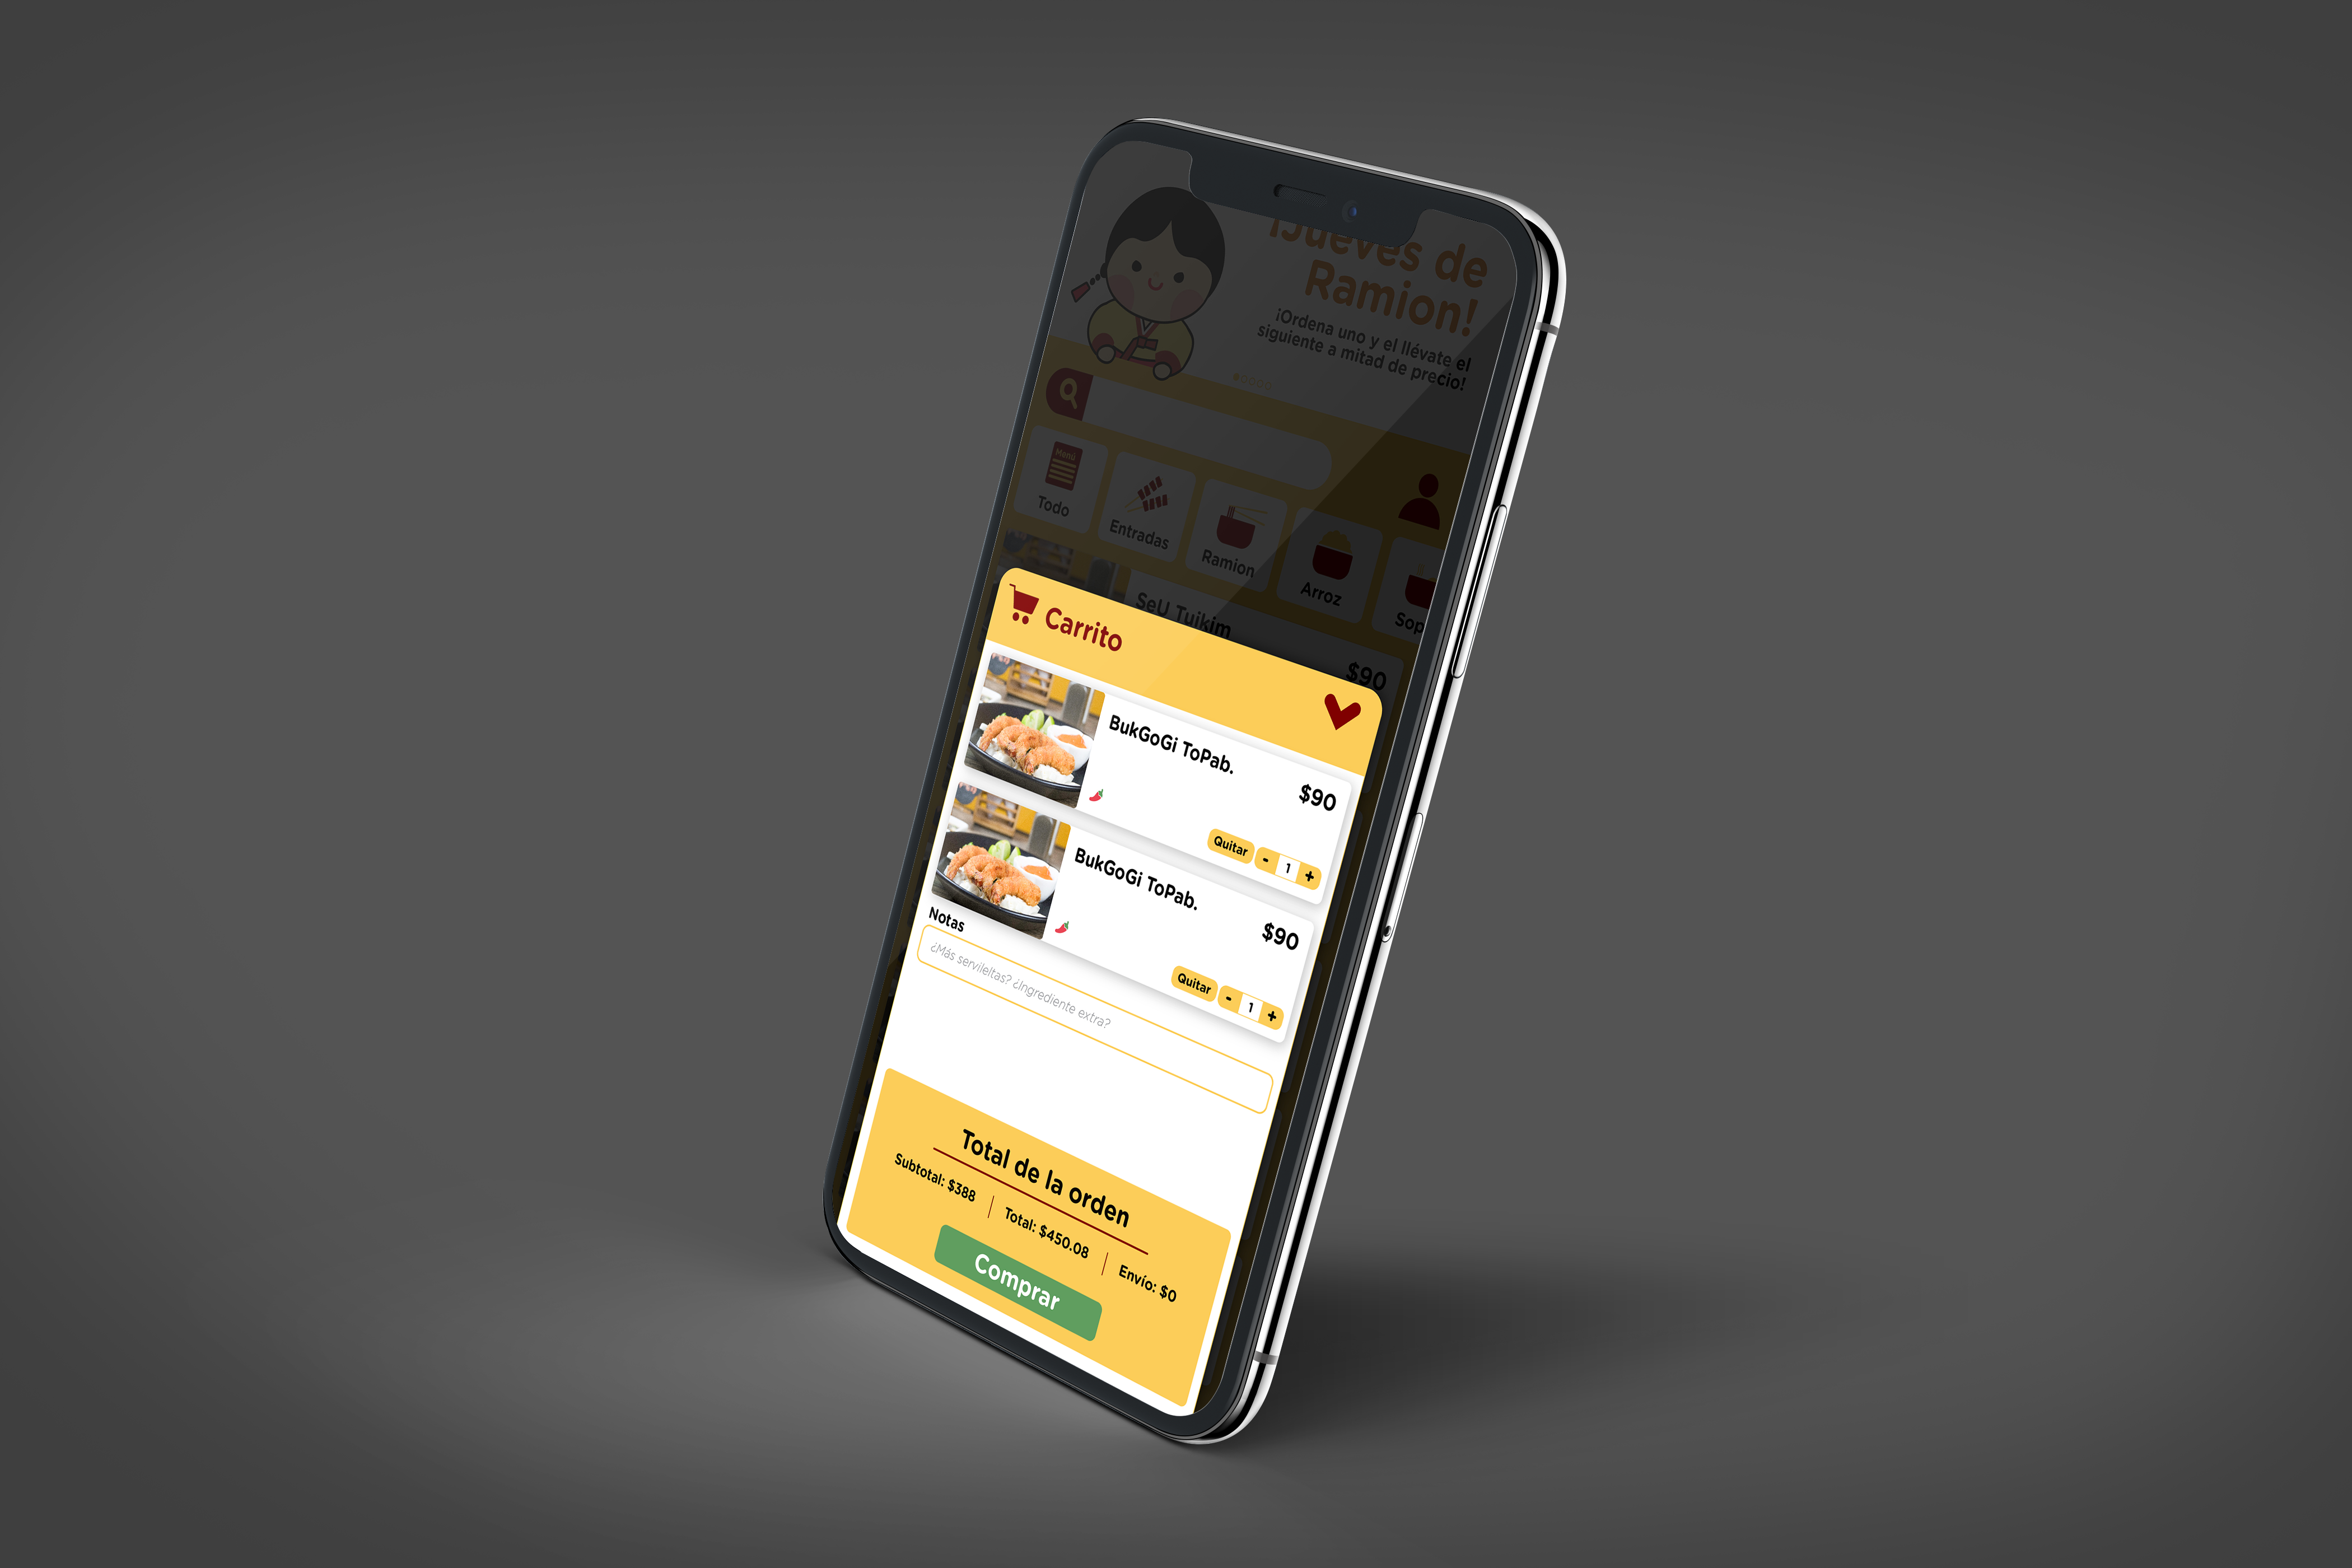 ¡Jueves de
Ramion!
¡Ordena uno y el llévate el
siguiente a mitad de precio!
Menú
Todo
Entradas
Ramion
Arroz
Sop
SeU Tuikim
$90
Carrito
BukGoGi ToPab.
$90
Quitar
- 1 +
BukGoGi ToPab.
$90
Quitar
- 1 +
Notas
¿Más servileltas? ¿Ingrediente extra?
Total de la orden
Subtotal: $388
Total: $450.08
Envío: $0
Comprar